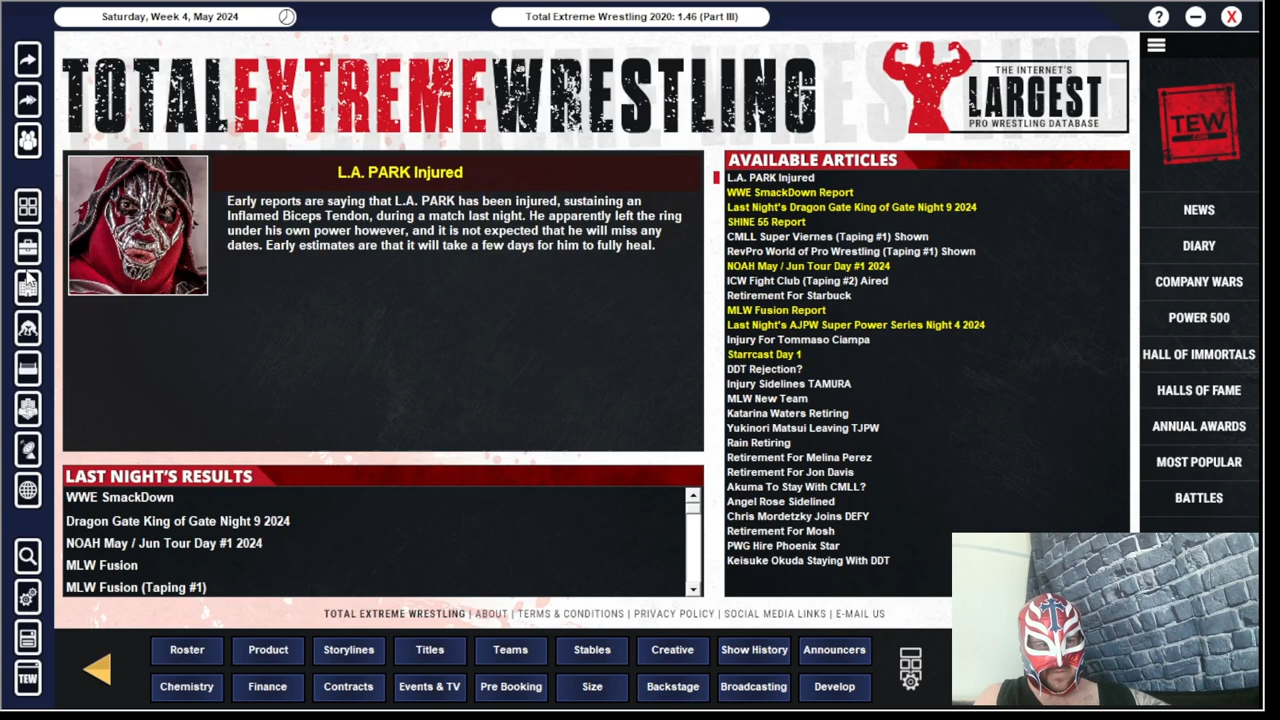 Saturday, Week 4, May 2024
Total Extreme Wrestling 2020: 1.46 (Part III)
?
X
TOTALEXTREMEWRESTLING
THE INTERNET'S
LARGEST
PRO WRESTLING DATABASE
TEW
.COM
L.A. PARK Injured
Early reports are saying that L.A. PARK has been injured, sustaining an
Inflamed Biceps Tendon, during a match last night. He apparently left the ring
under his own power however, and it is not expected that he will miss any
dates. Early estimates are that it will take a few days for him to fully heal.
LAST NIGHT'S RESULTS
WWE SmackDown
Dragon Gate King of Gate Night 9 2024
NOAH May / Jun Tour Day #1 2024
MLW Fusion
MLW Fusion (Taping #1)
AVAILABLE ARTICLES
L.A. PARK Injured
WWE SmackDown Report
Last Night's Dragon Gate King of Gate Night 9 2024
SHINE 55 Report
CMLL Super Viernes (Taping #1) Shown
RevPro World of Pro Wrestling (Taping #1) Shown
NOAH May / Jun Tour Day #1 2024
ICW Fight Club (Taping #2) Aired
Retirement For Starbuck
MLW Fusion Report
Last Night's AJPW Super Power Series Night 4 2024
Injury For Tommaso Ciampa
Starrcast Day 1
DDT Rejection?
Injury Sidelines TAMURA
MLW New Team
Katarina Waters Retiring
Yukinori Matsui Leaving TJPW
Rain Retiring
Retirement For Melina Perez
Retirement For Jon Davis
Akuma To Stay With CMLL?
Angel Rose Sidelined
Chris Mordetzky Joins DEFY
Retirement For Mosh
PWG Hire Phoenix Star
Keisuke Okuda Staying With DDT
NEWS
DIARY
COMPANY WARS
POWER 500
HALL OF IMMORTALS
HALLS OF FAME
ANNUAL AWARDS
MOST POPULAR
BATTLES
TOTAL EXTREME WRESTLING | ABOUT | TERMS & CONDITIONS | PRIVACY POLICY | SOCIAL MEDIA LINKS | E-MAIL US
TEW
Roster
Product
Storylines
Titles
Teams
Stables
Creative
Show History
Announcers
Chemistry
Finance
Contracts
Events & TV
Pre Booking
Size
Backstage
Broadcasting
Develop